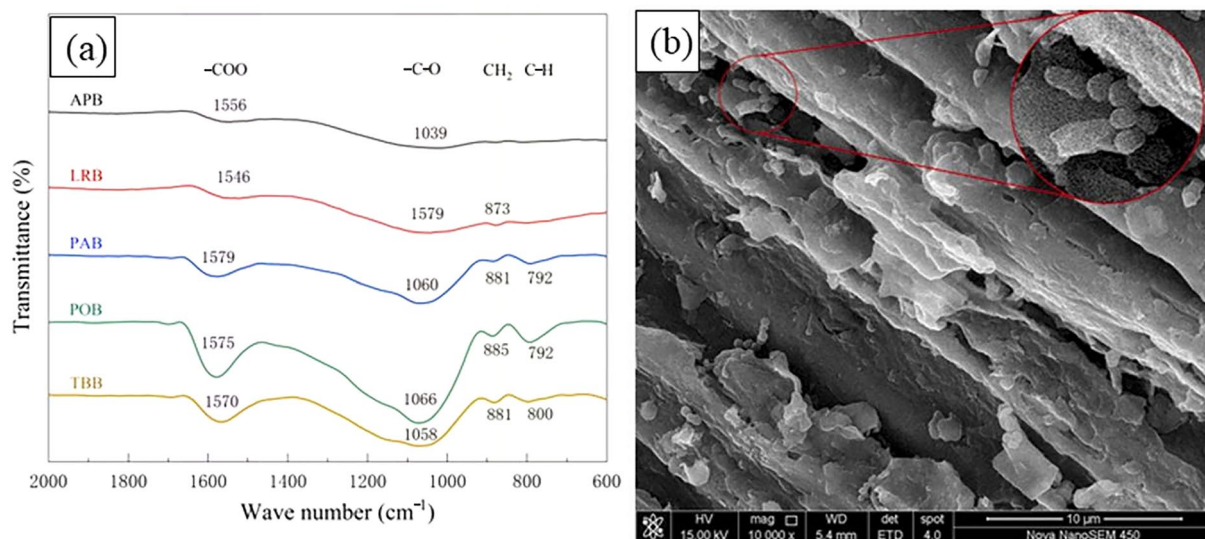 (a)
–COO –C–O CH₂ C–H
APB 1556 1039
LRB 1546 1579 873
PAB 1579 1060 881 792
POB 1575 1066 885 792
TBB 1570 1058 881 800
2000 1600 1200 1000 800 600
Wave number (cm⁻¹)
Transmittance (%)
(b)
HV mag □ WD det spot 10 µm
15.00 kV 10 000 x 5.4 mm ETD 4.0 Nova NanoSEM 450